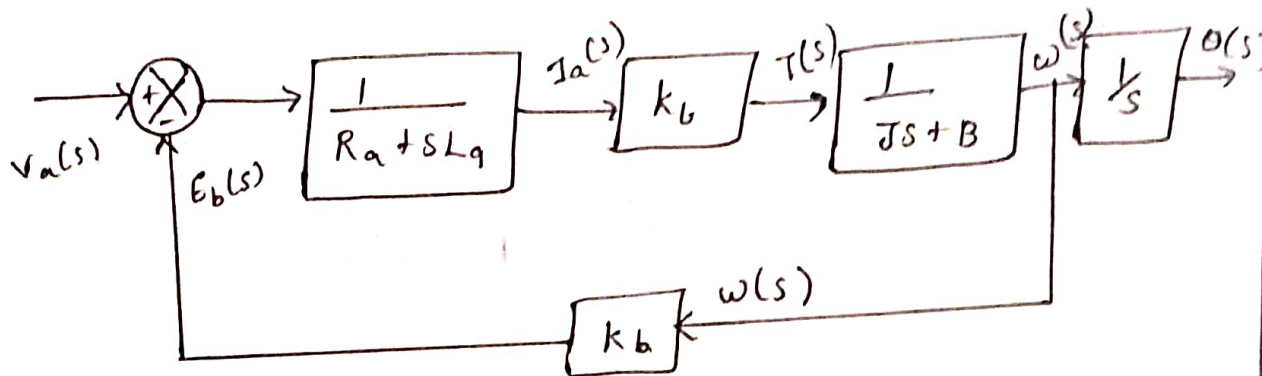 Va(s)
+
-
Eb(s)
1
Ra + SLa
Ia(s)
kb
T(s)
1
JS + B
ω(s)
1/s
θ(s)
ω(s)
kb